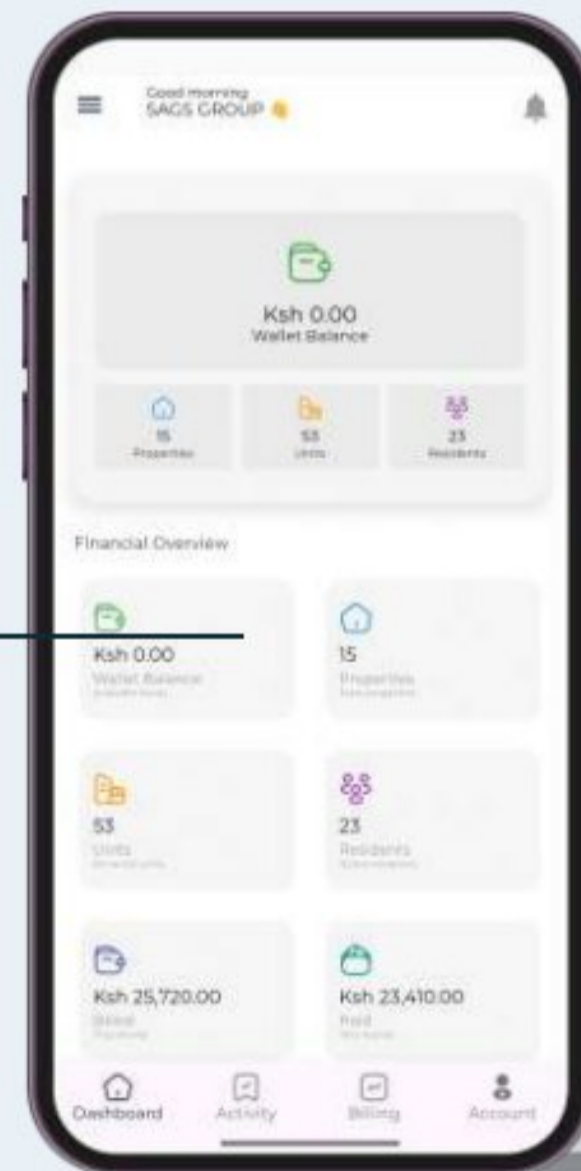 Good morning
SAGS GROUP
Ksh 0.00
Wallet Balance
15
Properties
53
Units
23
Residents
Financial Overview
Ksh 0.00
Wallet Balance
15
Properties
53
Units
23
Residents
Ksh 25,720.00
Billed
Ksh 23,410.00
Paid
Dashboard
Activity
Billing
Account